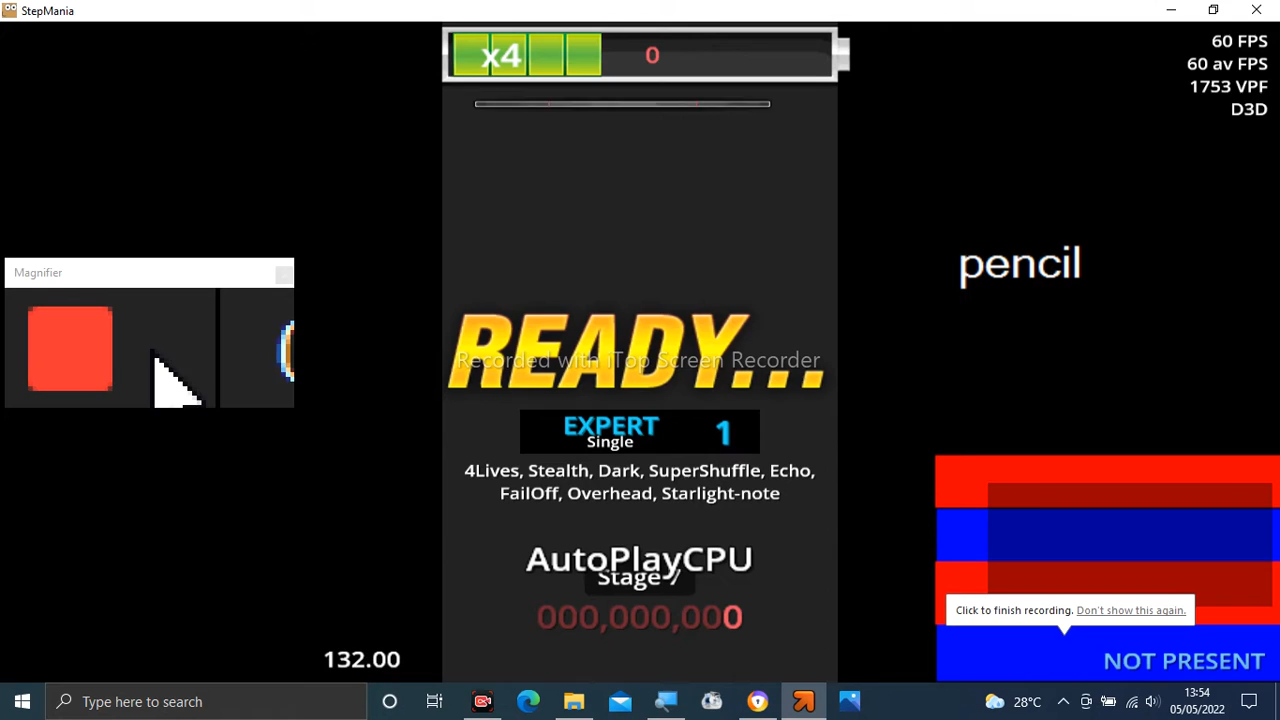 StepMania
x4
0
60 FPS
60 av FPS
1753 VPF
D3D
Magnifier
pencil
READY...
Recorded with iTop Screen Recorder
EXPERT 1
Single
4Lives, Stealth, Dark, SuperShuffle, Echo,
FailOff, Overhead, Starlight-note
AutoPlayCPU
Stage 7
000,000,000
132.00
Click to finish recording. Don't show this again.
NOT PRESENT
Type here to search
28°C
13:54
05/05/2022